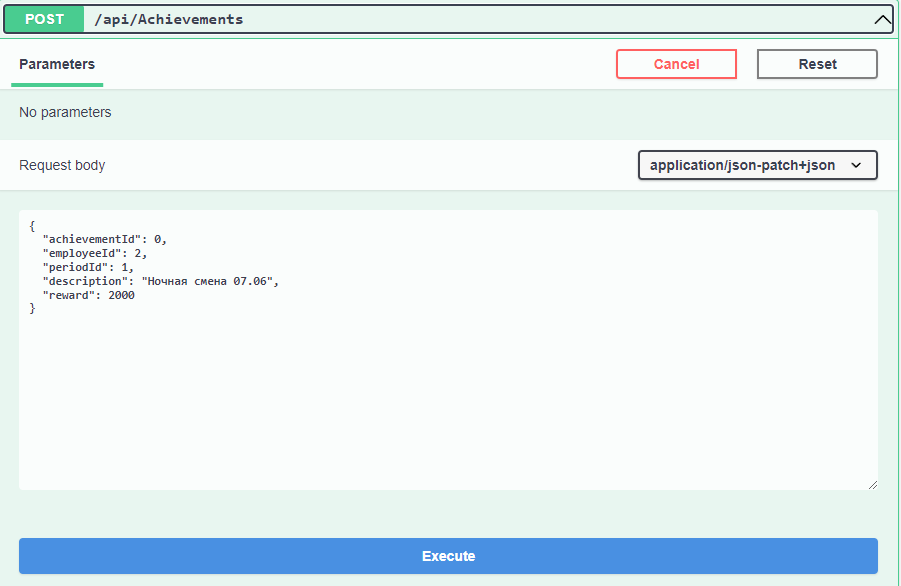 POST /api/Achievements
Parameters Cancel Reset
No parameters
Request body application/json-patch+json
{
  "achievementId": 0,
  "employeeId": 2,
  "periodId": 1,
  "description": "Ночная смена 07.06",
  "reward": 2000
}
Execute